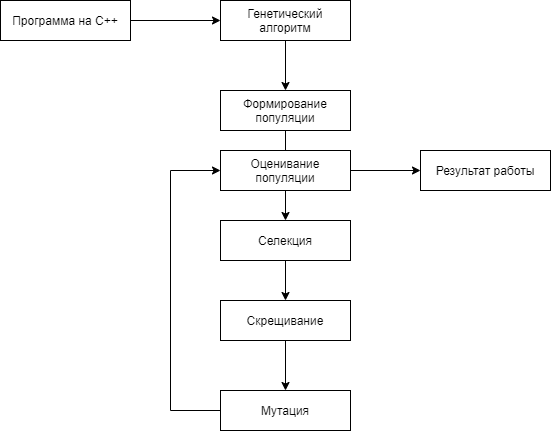 Программа на C++
Генетический
алгоритм
Формирование
популяции
Оценивание
популяции
Результат работы
Селекция
Скрещивание
Мутация